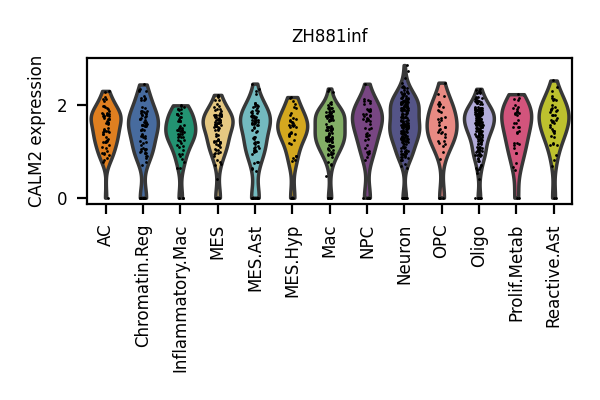 ZH881inf
CALM2 expression
2
0
AC
Chromatin.Reg
Inflammatory.Mac
MES
MES.Ast
MES.Hyp
Mac
NPC
Neuron
OPC
Oligo
Prolif.Metab
Reactive.Ast